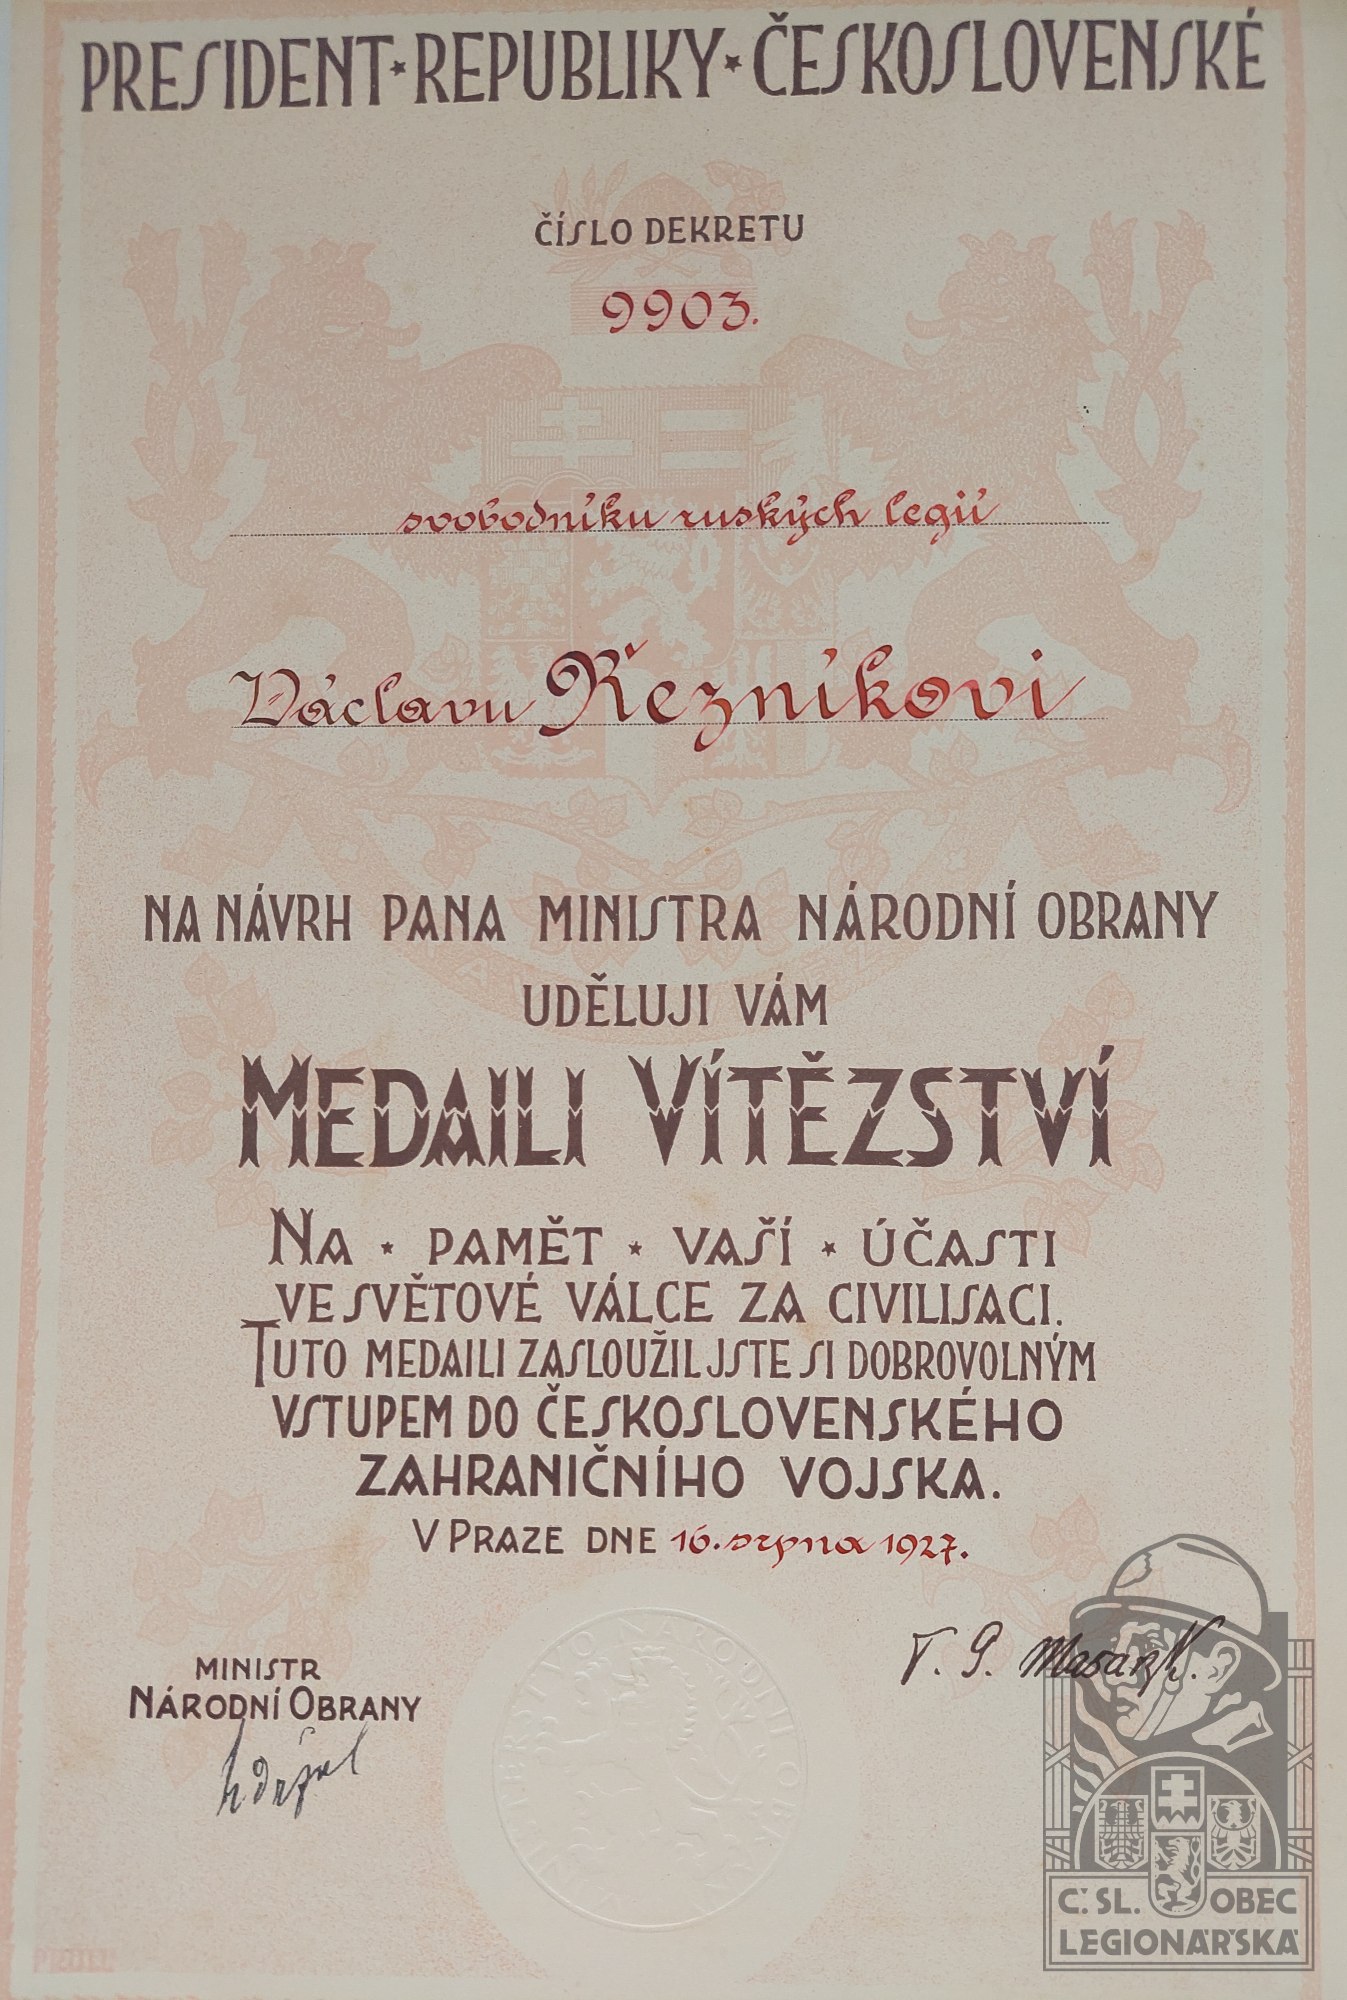 PRESIDENT ⋆ REPUBLIKY ⋆ ČESKOSLOVENSKÉ
ČÍSLO DEKRETU
9903.
svobodníku ruských legií
Václavu Řezníkovi
NA NÁVRH PANA MINISTRA NÁRODNÍ OBRANY
UDĚLUJI VÁM
MEDAILI VÍTĚZSTVÍ
NA ⋆ PAMĚT ⋆ VAŠÍ ⋆ ÚČASTI
VE SVĚTOVÉ VÁLCE ZA CIVILISACI.
TUTO MEDAILI ZASLOUŽIL JSTE SI DOBROVOLNÝM
VSTUPEM DO ČESKOSLOVENSKÉHO
ZAHRANIČNÍHO VOJSKA.
V PRAZE DNE 16. srpna 1927.
T. G. Masaryk.
MINISTR
NÁRODNÍ OBRANY
Č. SL. OBEC
LEGIONÁŘSKÁ